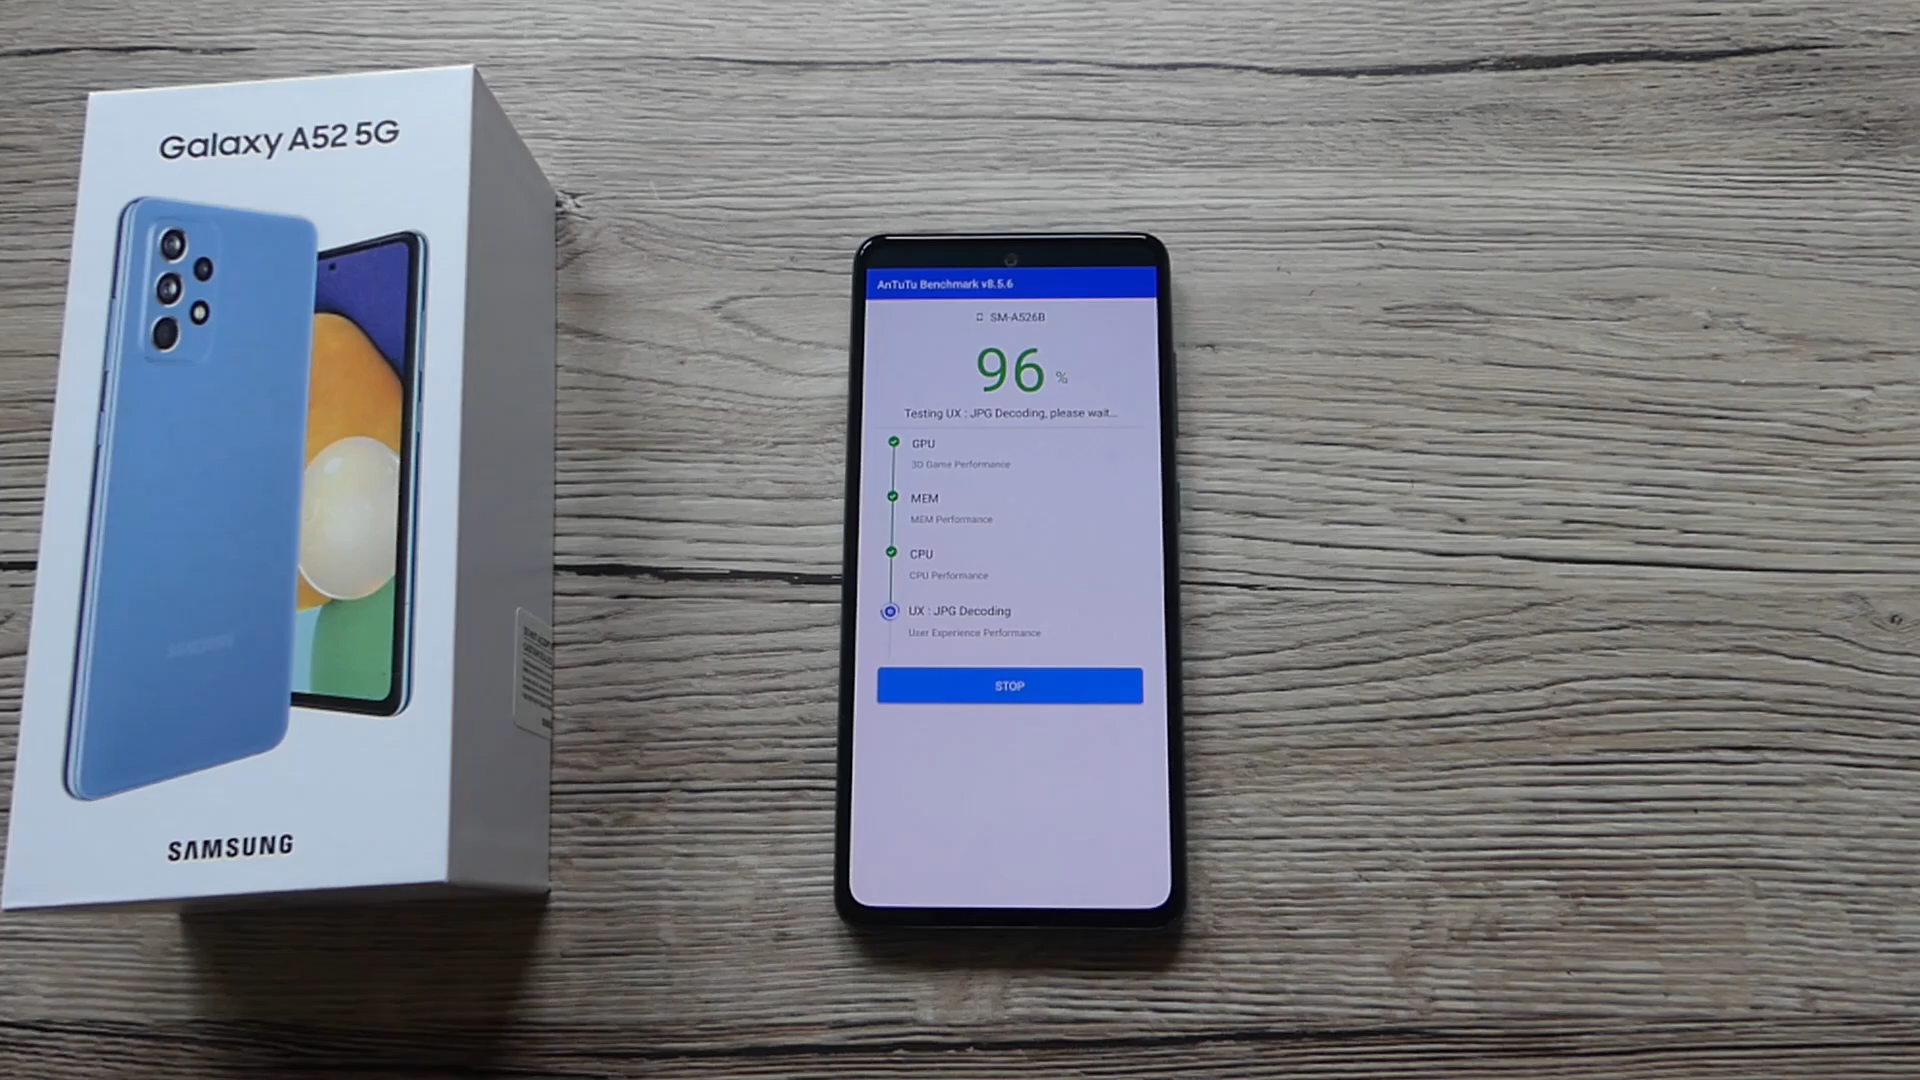 Galaxy A52 5G
SAMSUNG
SAMSUNG
AnTuTu Benchmark v8.5.6
SM-A526B
96 %
Testing UX : JPG Decoding, please wait...
GPU
3D Game Performance
MEM
MEM Performance
CPU
CPU Performance
UX : JPG Decoding
User Experience Performance
STOP